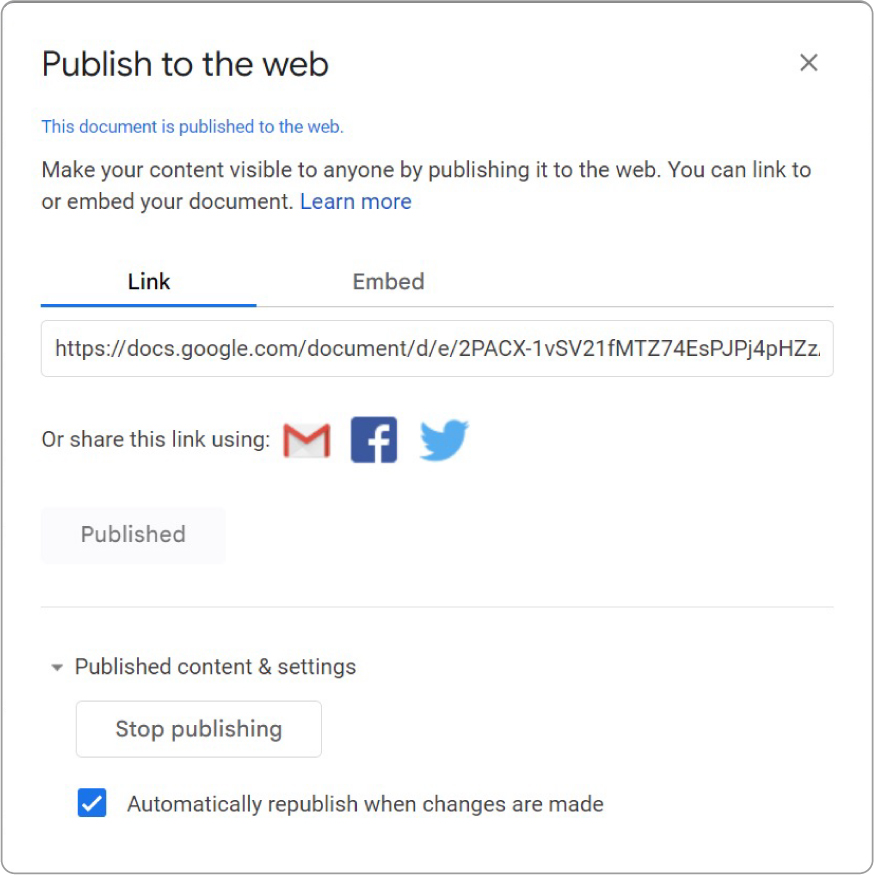 Publish to the web
This document is published to the web.
Make your content visible to anyone by publishing it to the web. You can link to
or embed your document. Learn more
Link Embed
https://docs.google.com/document/d/e/2PACX-1vSV21fMTZ74EsPJPj4pHZz
Or share this link using:
Published
Published content & settings
Stop publishing
Automatically republish when changes are made